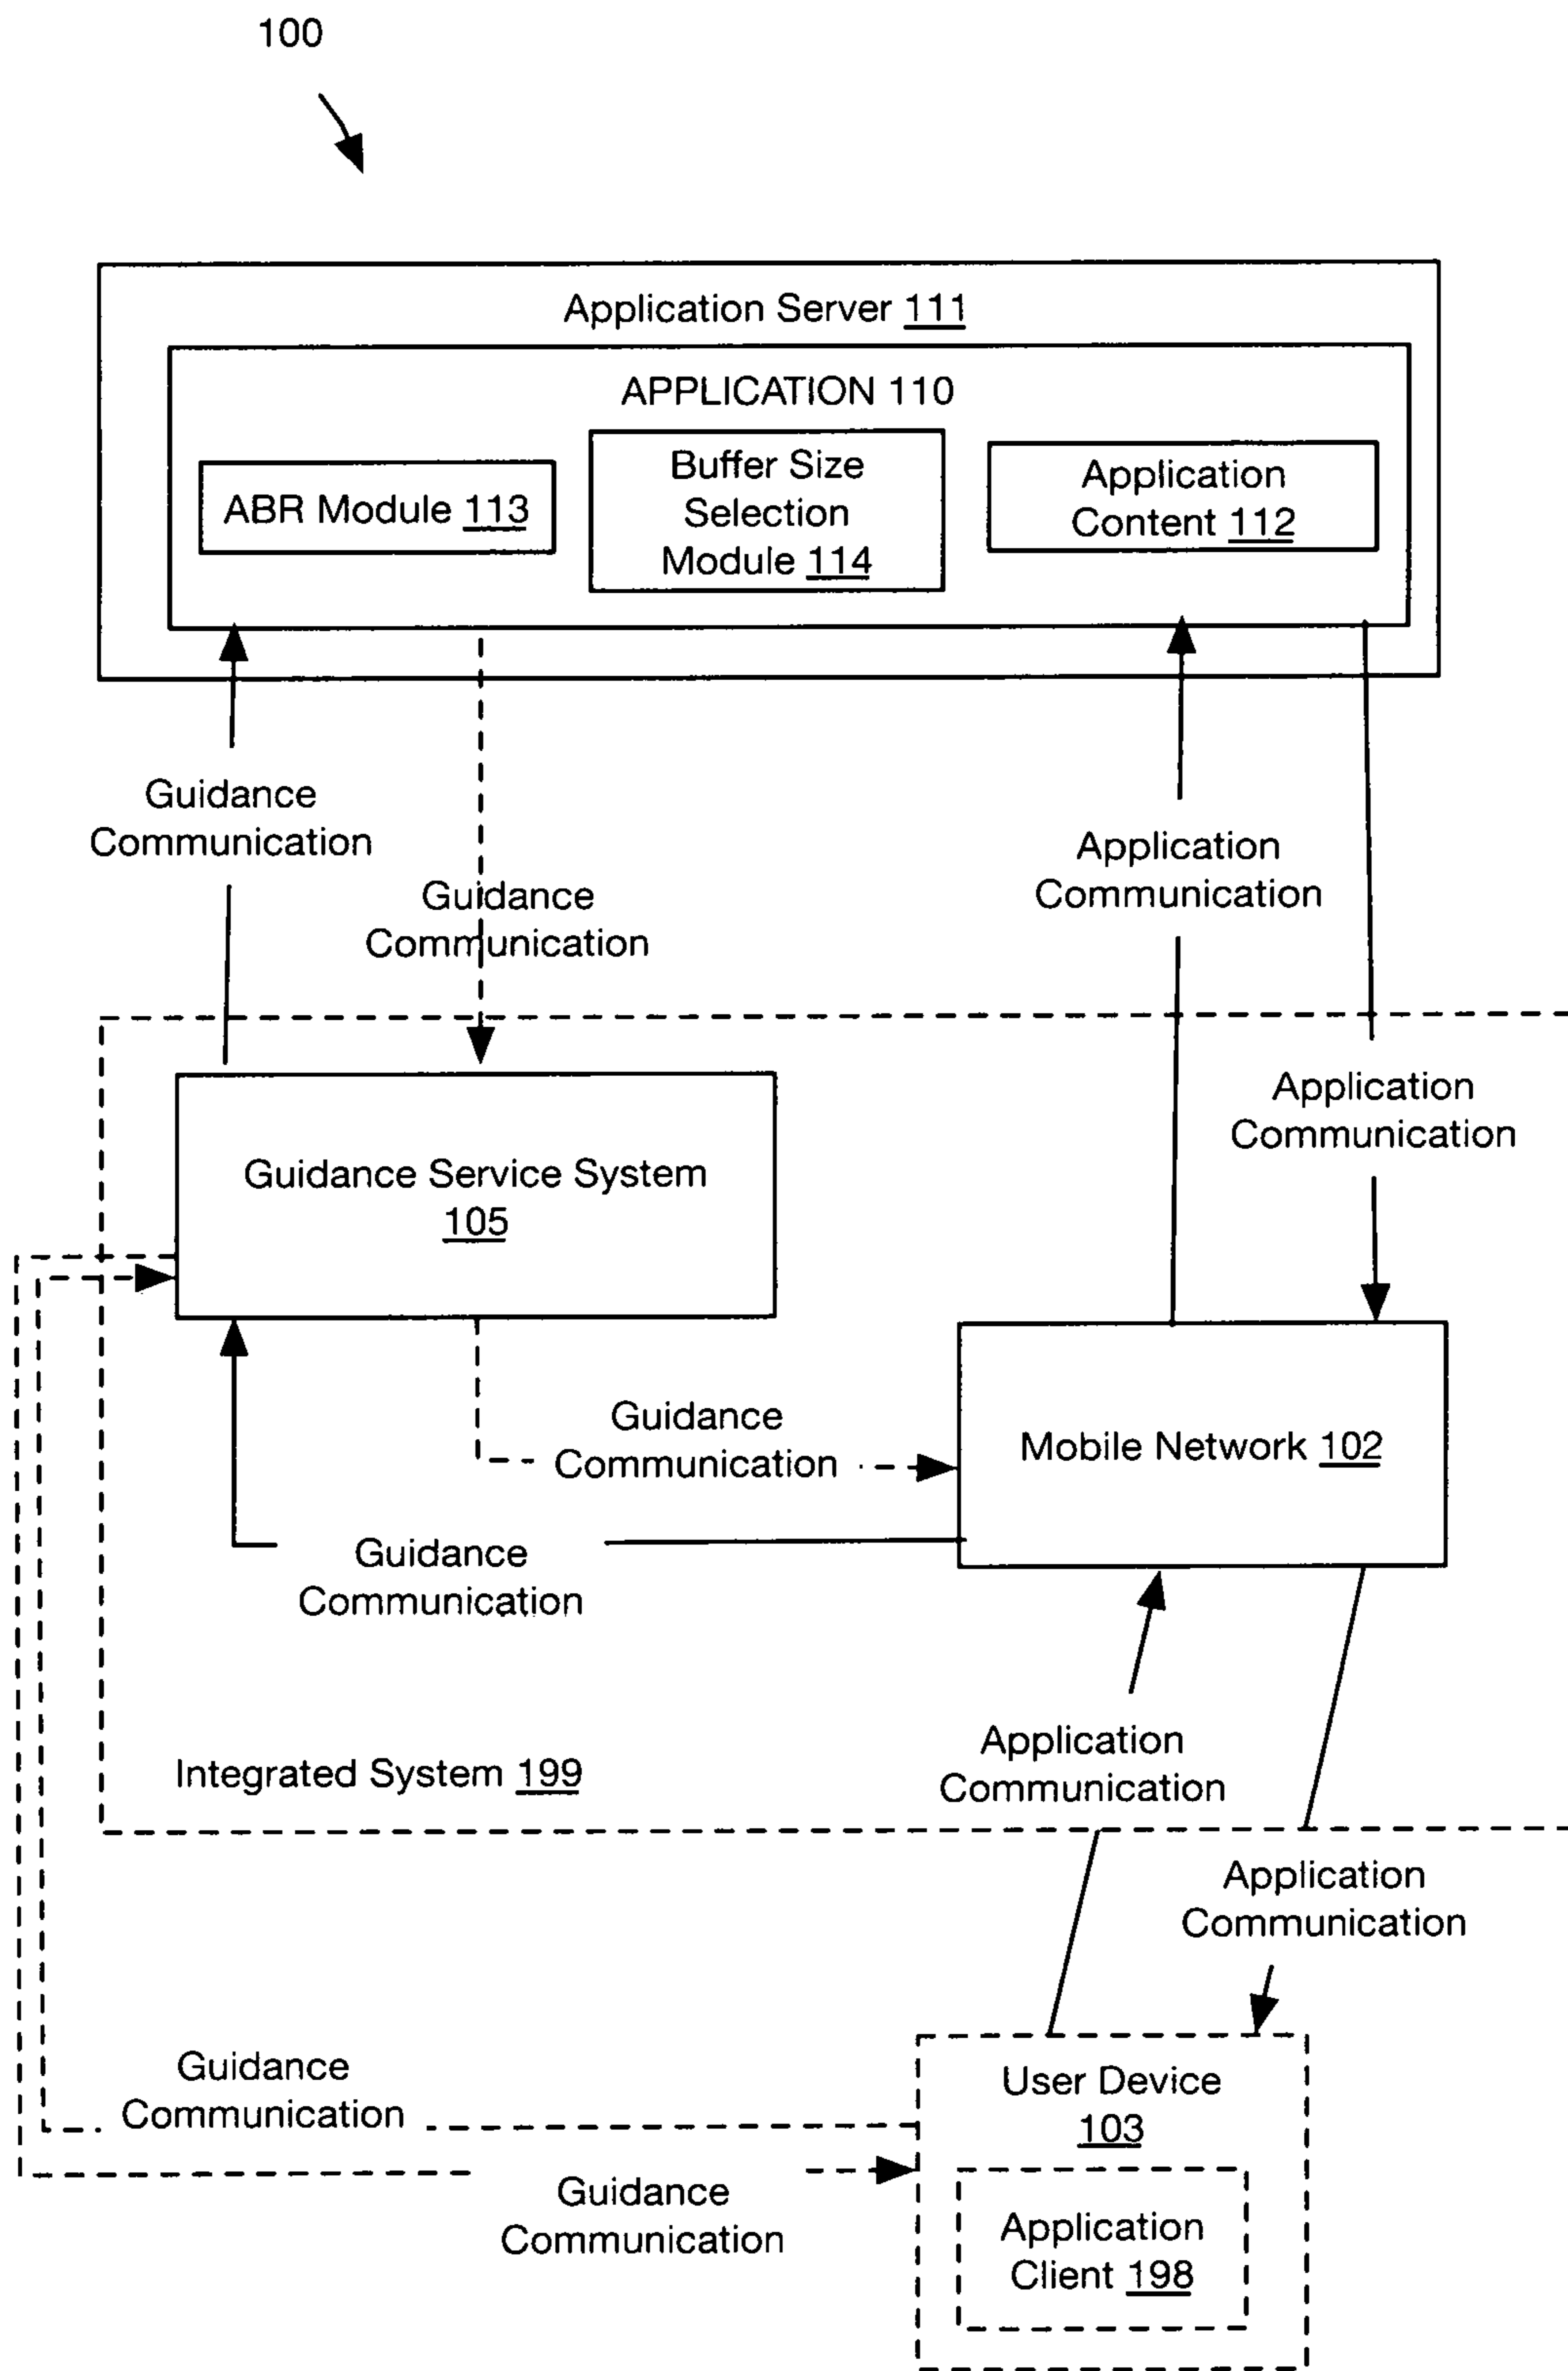 100
Application Server 111
APPLICATION 110
ABR Module 113
Buffer Size
Selection
Module 114
Application
Content 112
Guidance
Communication
Guidance
Communication
Application
Communication
Application
Communication
Guidance Service System
105
Guidance
Communication
Mobile Network 102
Guidance
Communication
Application
Communication
Integrated System 199
Application
Communication
Guidance
Communication
User Device
103
Guidance
Communication
Application
Client 198